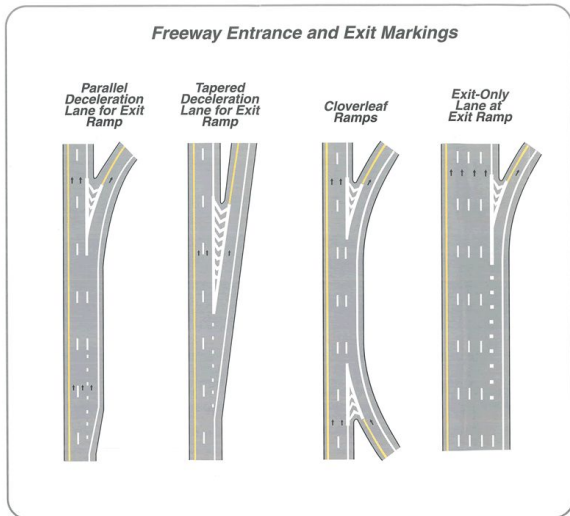 Freeway Entrance and Exit Markings
Parallel
Deceleration
Lane for Exit
Ramp
Tapered
Deceleration
Lane for Exit
Ramp
Cloverleaf
Ramps
Exit-Only
Lane at
Exit Ramp